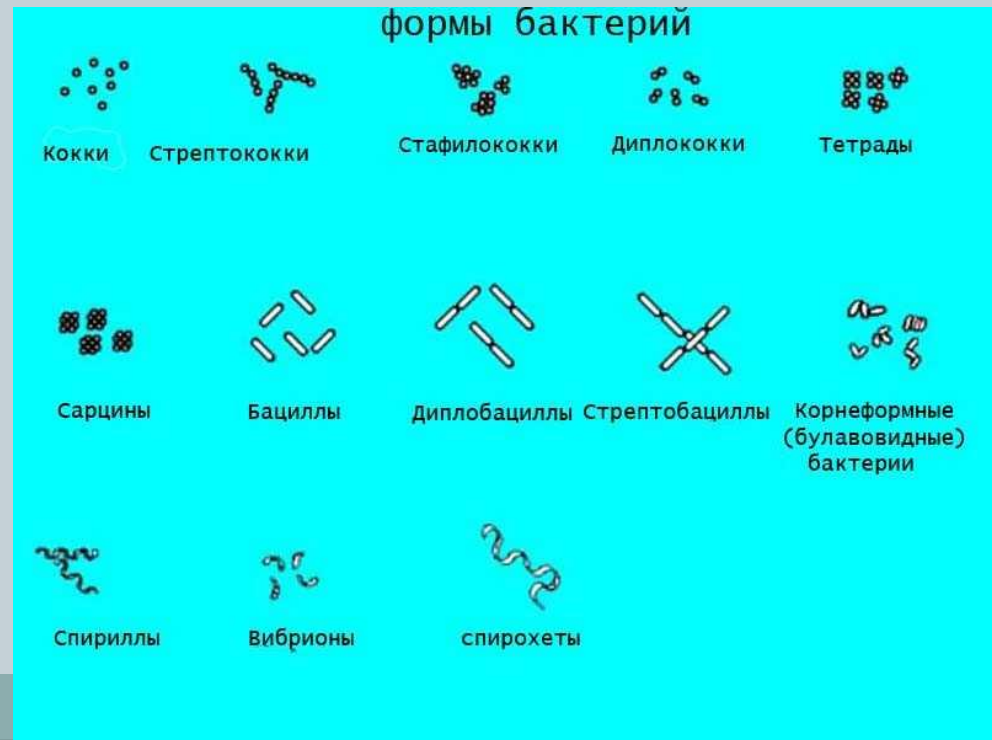 формы бактерий
Кокки Стрептококки Стафилококки Диплококки Тетрады
Сарцины Бациллы Диплобациллы Стрептобациллы Корнеформные
(булавовидные)
бактерии
Спириллы Вибрионы спирохеты